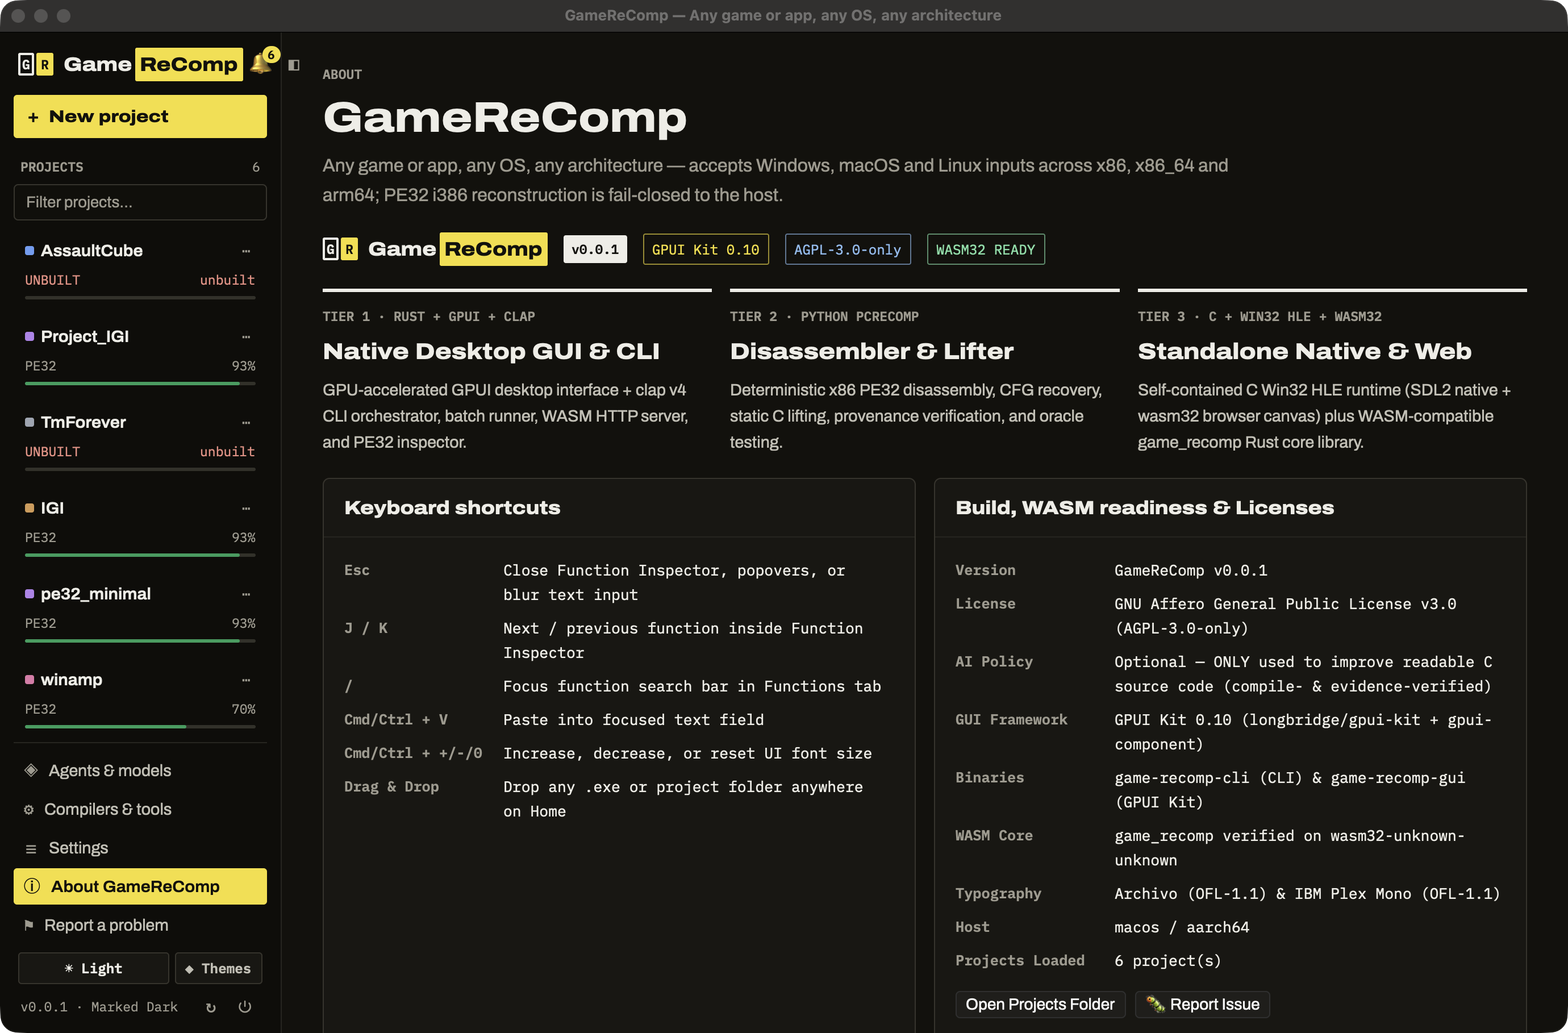 GameReComp — Any game or app, any OS, any architecture
GR Game ReComp 6
+ New project
PROJECTS 6
Filter projects...
AssaultCube
UNBUILT unbuilt
Project_IGI
PE32 93%
TmForever
UNBUILT unbuilt
IGI
PE32 93%
pe32_minimal
PE32 93%
winamp
PE32 70%
Agents & models
Compilers & tools
Settings
About GameReComp
Report a problem
Light Themes
v0.0.1 · Marked Dark
ABOUT
GameReComp
Any game or app, any OS, any architecture — accepts Windows, macOS and Linux inputs across x86, x86_64 and
arm64; PE32 i386 reconstruction is fail-closed to the host.
GR Game ReComp v0.0.1 GPUI Kit 0.10 AGPL-3.0-only WASM32 READY
TIER 1 · RUST + GPUI + CLAP
Native Desktop GUI & CLI
GPU-accelerated GPUI desktop interface + clap v4
CLI orchestrator, batch runner, WASM HTTP server,
and PE32 inspector.
TIER 2 · PYTHON PCRECOMP
Disassembler & Lifter
Deterministic x86 PE32 disassembly, CFG recovery,
static C lifting, provenance verification, and oracle
testing.
TIER 3 · C + WIN32 HLE + WASM32
Standalone Native & Web
Self-contained C Win32 HLE runtime (SDL2 native +
wasm32 browser canvas) plus WASM-compatible
game_recomp Rust core library.
Keyboard shortcuts
Esc Close Function Inspector, popovers, or
blur text input
J / K Next / previous function inside Function
Inspector
/ Focus function search bar in Functions tab
Cmd/Ctrl + V Paste into focused text field
Cmd/Ctrl + +/-/0 Increase, decrease, or reset UI font size
Drag & Drop Drop any .exe or project folder anywhere
on Home
Build, WASM readiness & Licenses
Version GameReComp v0.0.1
License GNU Affero General Public License v3.0
(AGPL-3.0-only)
AI Policy Optional — ONLY used to improve readable C
source code (compile- & evidence-verified)
GUI Framework GPUI Kit 0.10 (longbridge/gpui-kit + gpui-
component)
Binaries game-recomp-cli (CLI) & game-recomp-gui
(GPUI Kit)
WASM Core game_recomp verified on wasm32-unknown-
unknown
Typography Archivo (OFL-1.1) & IBM Plex Mono (OFL-1.1)
Host macos / aarch64
Projects Loaded 6 project(s)
Open Projects Folder Report Issue